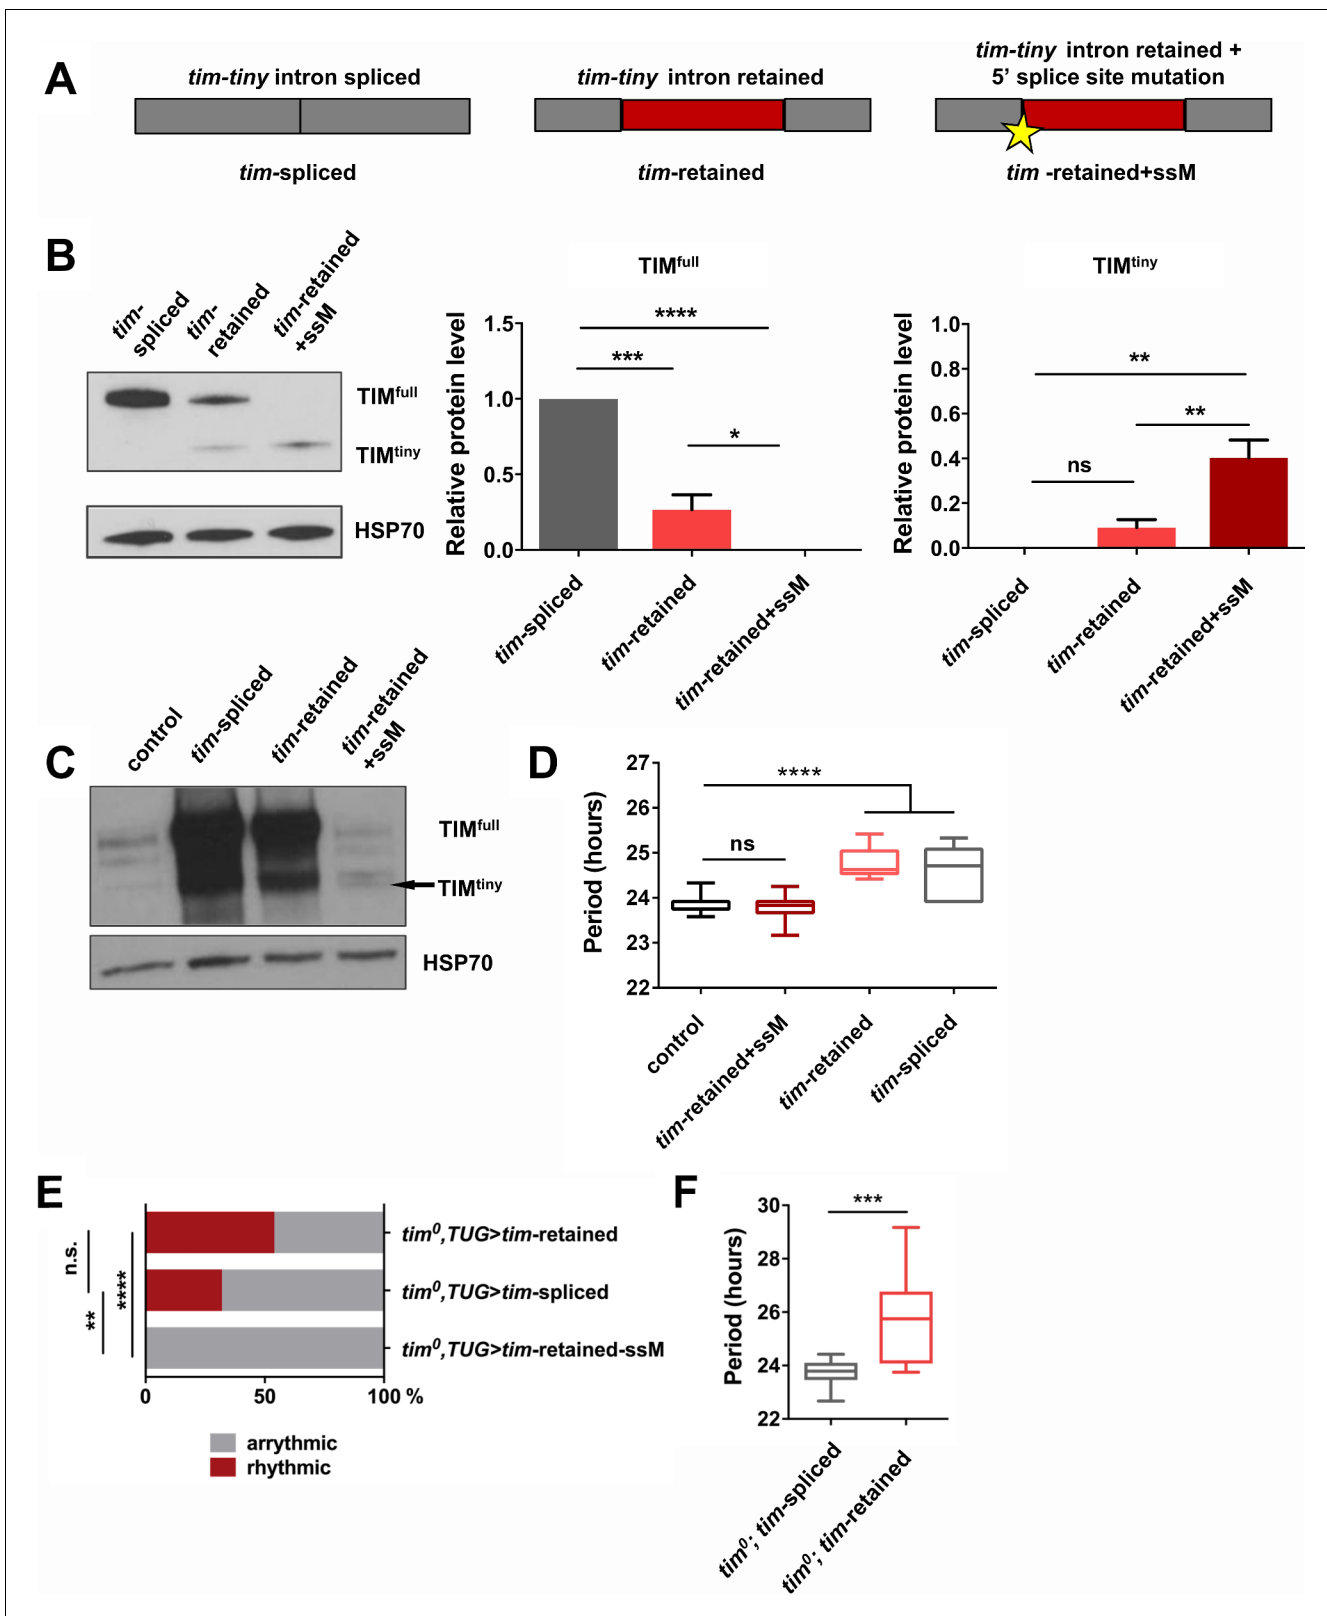 A
tim-tiny intron spliced
tim-spliced
tim-tiny intron retained
tim-retained
tim-tiny intron retained +
5’ splice site mutation
tim -retained+ssM
B
tim-
spliced
tim-
retained
tim-retained
+ssM
TIMfull
TIMtiny
HSP70
TIMfull
Relative protein level
1.5
1.0
0.5
0.0
****
***
*
tim-spliced
tim-retained
tim-retained+ssM
TIMtiny
Relative protein level
1.0
0.8
0.6
0.4
0.2
0.0
**
**
ns
tim-spliced
tim-retained
tim-retained+ssM
C
control
tim-spliced
tim-retained
tim-retained
+ssM
TIMfull
TIMtiny
HSP70
D
Period (hours)
27
26
25
24
23
22
****
ns
control
tim-retained+ssM
tim-retained
tim-spliced
E
n.s.
**
****
tim0,TUG>tim-retained
tim0,TUG>tim-spliced
tim0,TUG>tim-retained-ssM
0 50 100 %
arrythmic
rhythmic
F
Period (hours)
30
28
26
24
22
***
tim0; tim-spliced
tim0; tim-retained